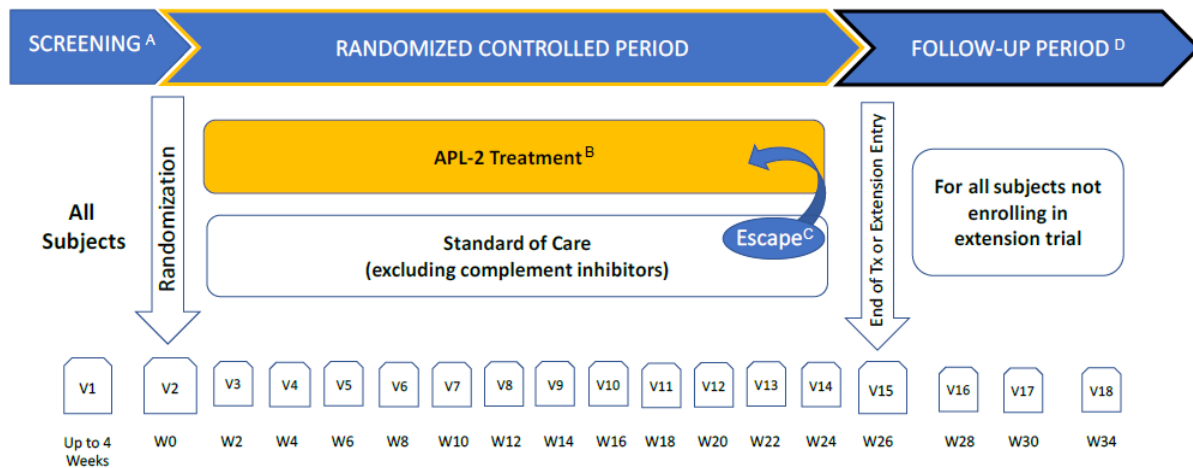 SCREENING A
RANDOMIZED CONTROLLED PERIOD
FOLLOW-UP PERIOD D
All
Subjects
Randomization
APL-2 Treatment B
Standard of Care
(excluding complement inhibitors)
Escape C
End of Tx or Extension Entry
For all subjects not
enrolling in
extension trial
V1 V2 V3 V4 V5 V6 V7 V8 V9 V10 V11 V12 V13 V14 V15 V16 V17 V18
Up to 4 W0 W2 W4 W6 W8 W10 W12 W14 W16 W18 W20 W22 W24 W26 W28 W30 W34
Weeks